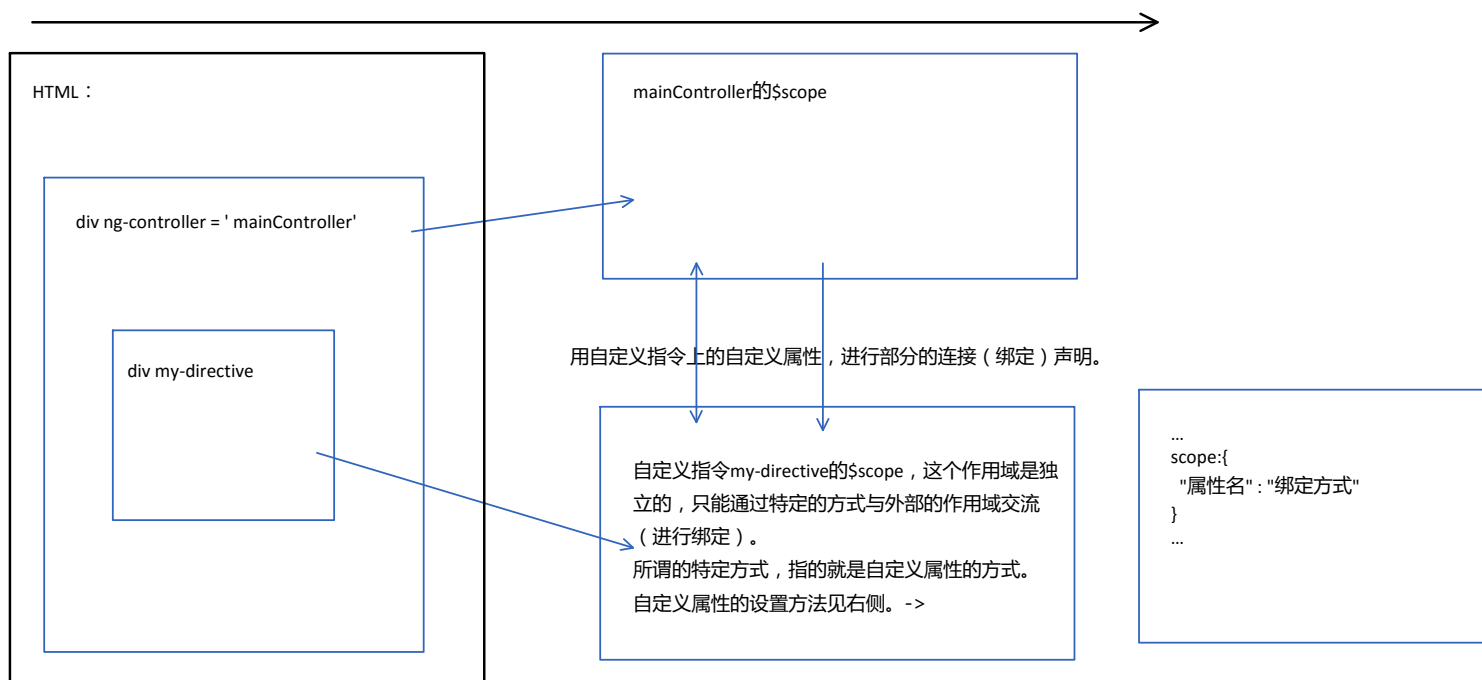 HTML：
div ng-controller = ' mainController'
div my-directive
mainController的$scope
用自定义指令上的自定义属性，进行部分的连接（绑定）声明。
自定义指令my-directive的$scope，这个作用域是独
立的，只能通过特定的方式与外部的作用域交流
（进行绑定）。
所谓的特定方式，指的就是自定义属性的方式。
自定义属性的设置方法见右侧。->
...
scope:{
"属性名" : "绑定方式"
}
...